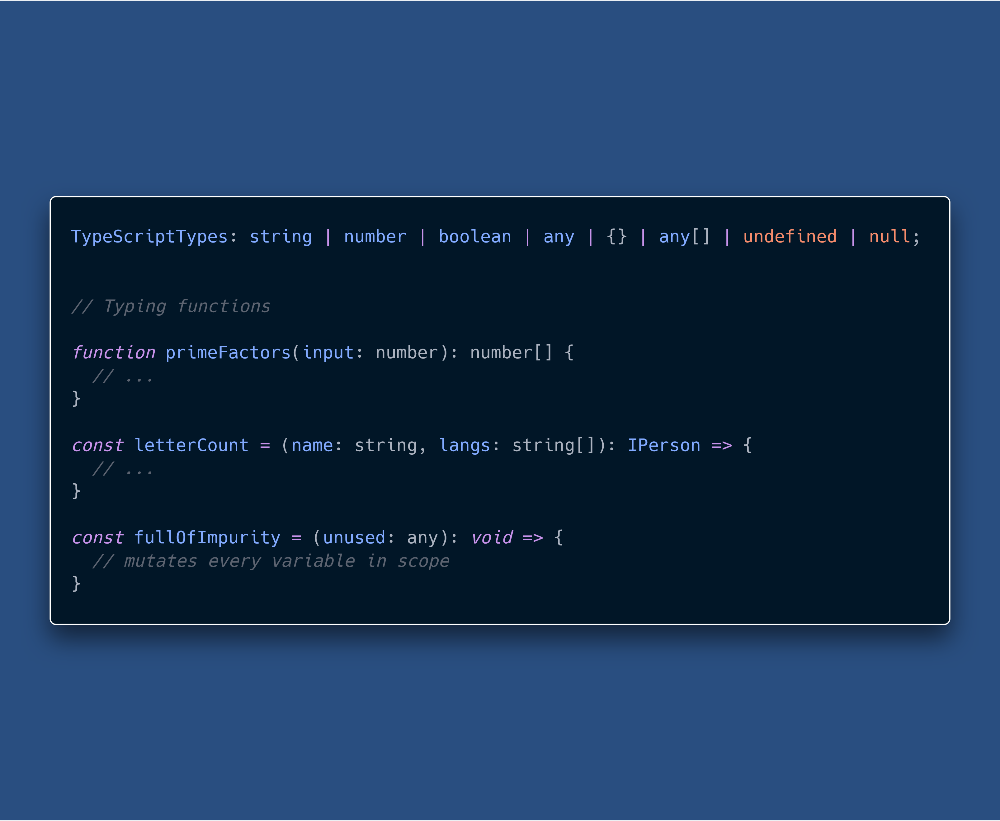 TypeScriptTypes: string | number | boolean | any | {} | any[] | undefined | null;
// Typing functions
function primeFactors(input: number): number[] {
  // ...
}
const letterCount = (name: string, langs: string[]): IPerson => {
  // ...
}
const fullOfImpurity = (unused: any): void => {
  // mutates every variable in scope
}